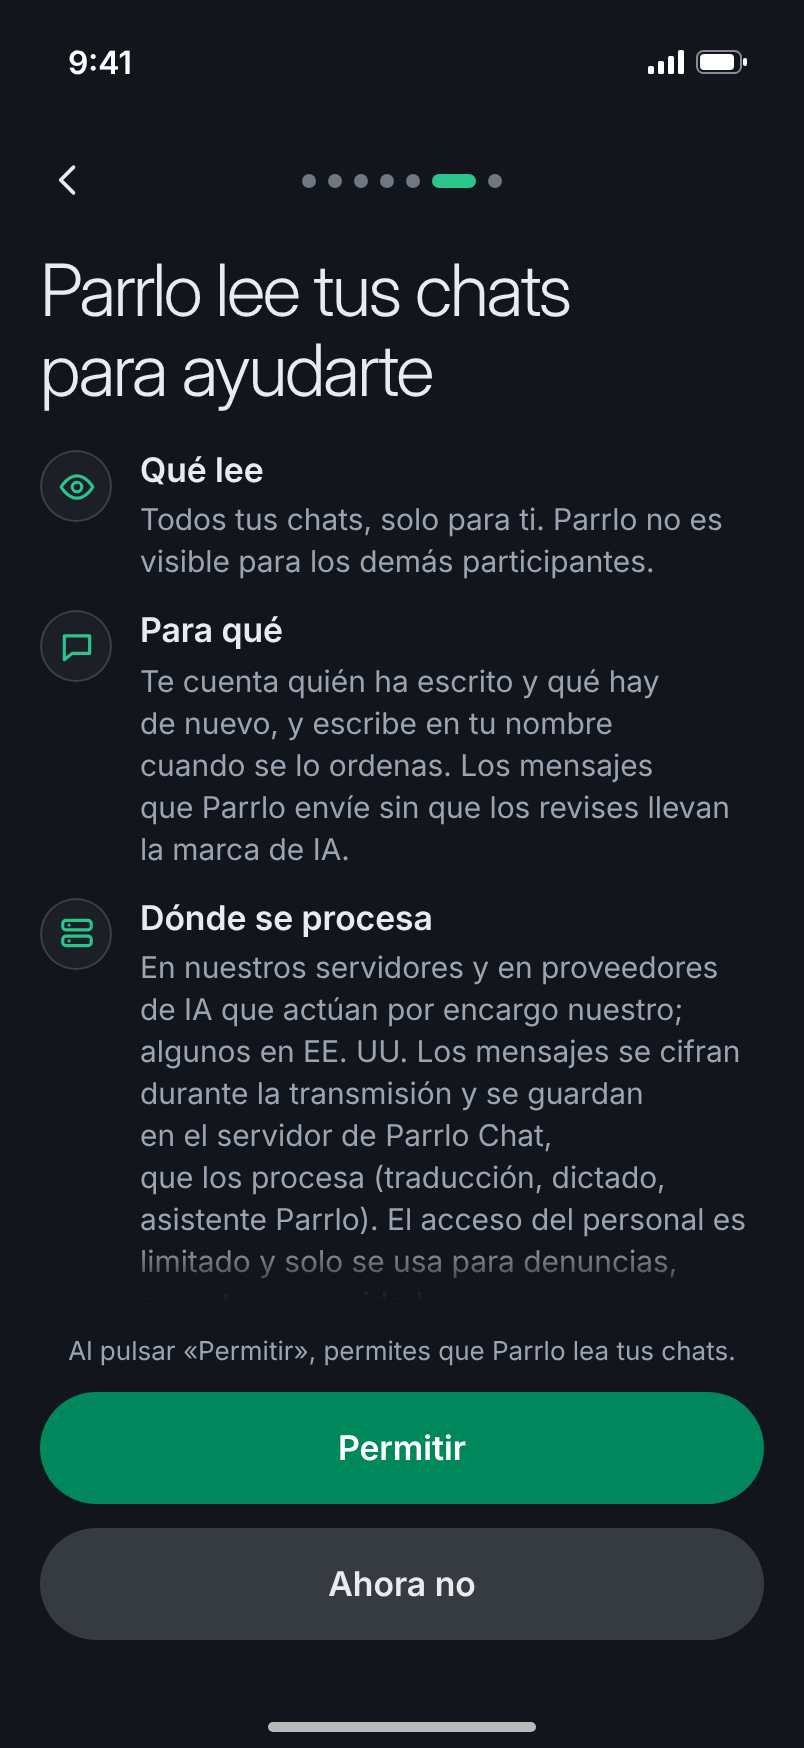 9:41
Parrlo lee tus chats
para ayudarte
Qué lee
Todos tus chats, solo para ti. Parrlo no es
visible para los demás participantes.
Para qué
Te cuenta quién ha escrito y qué hay
de nuevo, y escribe en tu nombre
cuando se lo ordenas. Los mensajes
que Parrlo envíe sin que los revises llevan
la marca de IA.
Dónde se procesa
En nuestros servidores y en proveedores
de IA que actúan por encargo nuestro;
algunos en EE. UU. Los mensajes se cifran
durante la transmisión y se guardan
en el servidor de Parrlo Chat,
que los procesa (traducción, dictado,
asistente Parrlo). El acceso del personal es
limitado y solo se usa para denuncias,
Al pulsar «Permitir», permites que Parrlo lea tus chats.
Permitir
Ahora no